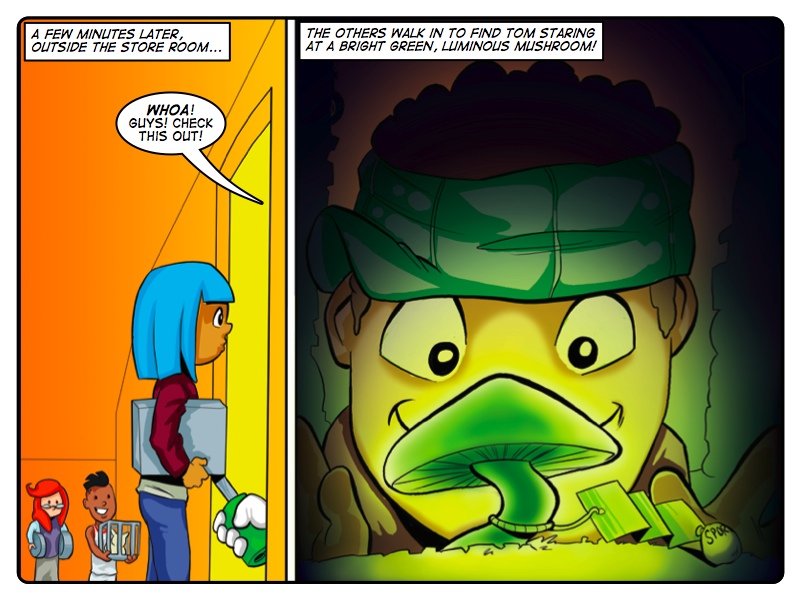 A FEW MINUTES LATER,
OUTSIDE THE STORE ROOM...
WHOA!
GUYS! CHECK
THIS OUT!
THE OTHERS WALK IN TO FIND TOM STARING
AT A BRIGHT GREEN, LUMINOUS MUSHROOM!